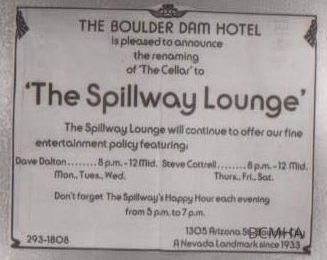 THE BOULDER DAM HOTEL
is pleased to announce
the renaming
of 'The Cellar' to
'The Spillway Lounge'
The Spillway Lounge will continue to offer our fine
entertainment policy featuring:
Dave Dalton........8 p.m.-12 Mid. Steve Cottrell........8 p.m.-12 Mid.
Mon., Tues., Wed. Thurs., Fri., Sat.
Don't forget The Spillway's Happy Hour each evening
from 5 p.m. to 7 p.m.
1305 Arizona
BCMHA
293-1808 A Nevada Landmark since 1933